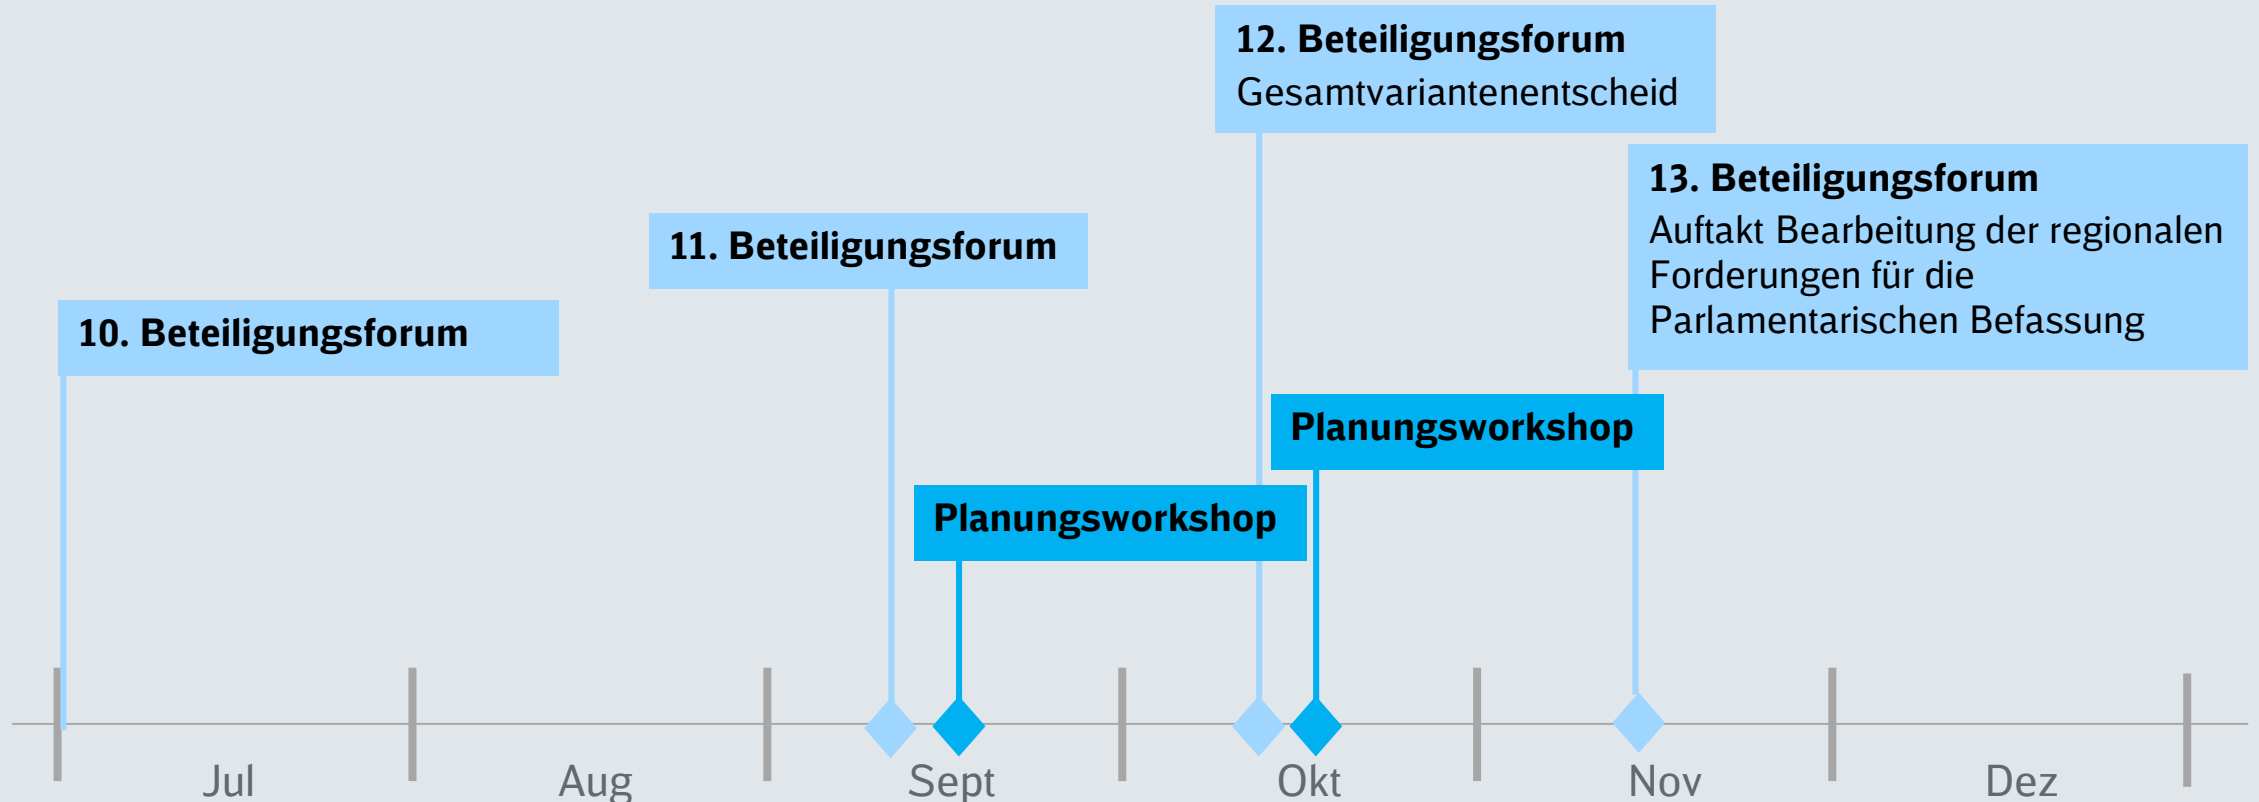 12. Beteiligungsforum
Gesamtvariantenentscheid
13. Beteiligungsforum
Auftakt Bearbeitung der regionalen
Forderungen für die
Parlamentarischen Befassung
11. Beteiligungsforum
10. Beteiligungsforum
Planungsworkshop
Planungsworkshop
Jul
Aug
Sept
Okt
Nov
Dez